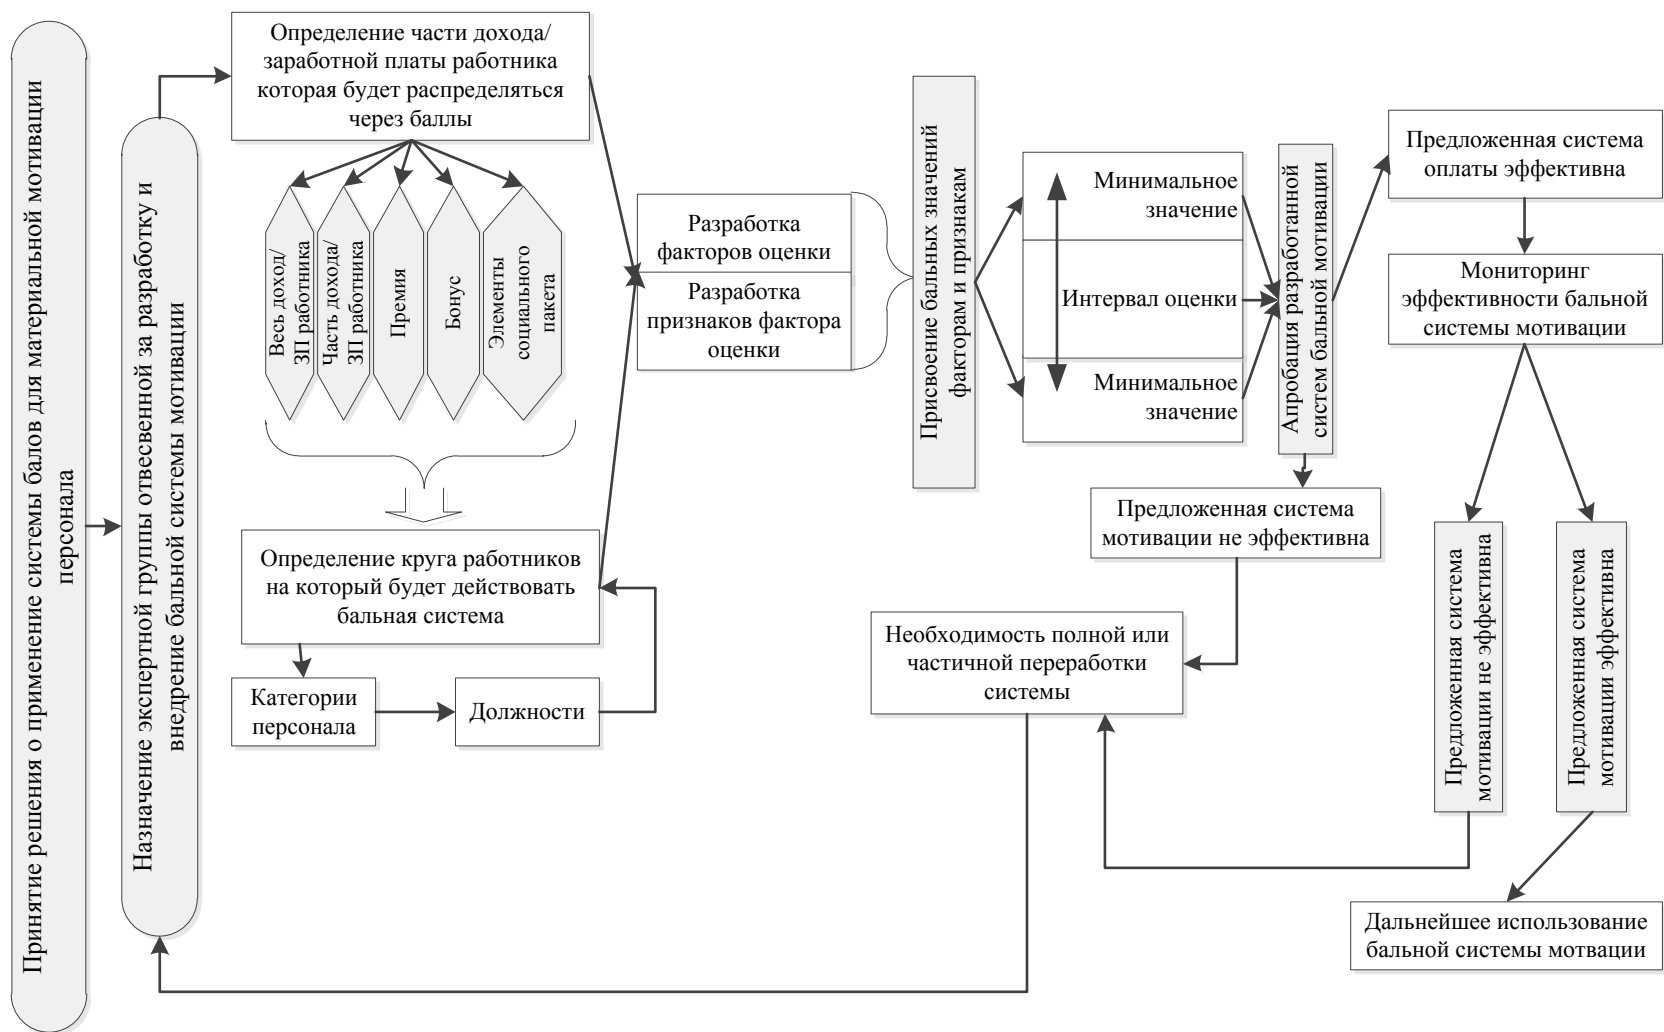 Принятие решения о применение системы балов для материальной мотивации
персонала
Назначение экспертной группы отвесвенной за разработку и
внедрение бальной системы мотивации
Определение части дохода/
заработной платы работника
которая будет распределяться
через баллы
Весь доход/
ЗП работника
Часть дохода/
ЗП работника
Премия
Бонус
Элементы
социального
пакета
Определение круга работников
на который будет действовать
бальная система
Категории
персонала
Должности
Разработка
факторов оценки
Разработка
признаков фактора
оценки
Присвоение бальных значений
факторам и признакам
Минимальное
значение
Интервал оценки
Минимальное
значение
Апробация разработанной
систем бальной мотивации
Предложенная система
оплаты эффективна
Мониторинг
эффективности бальной
системы мотивации
Предложенная система
мотивации не эффективна
Необходимость полной или
частичной переработки
системы
Предложенная система
мотивации не эффективна
Предложенная система
мотивации эффективна
Дальнейшее использование
бальной системы мотвации